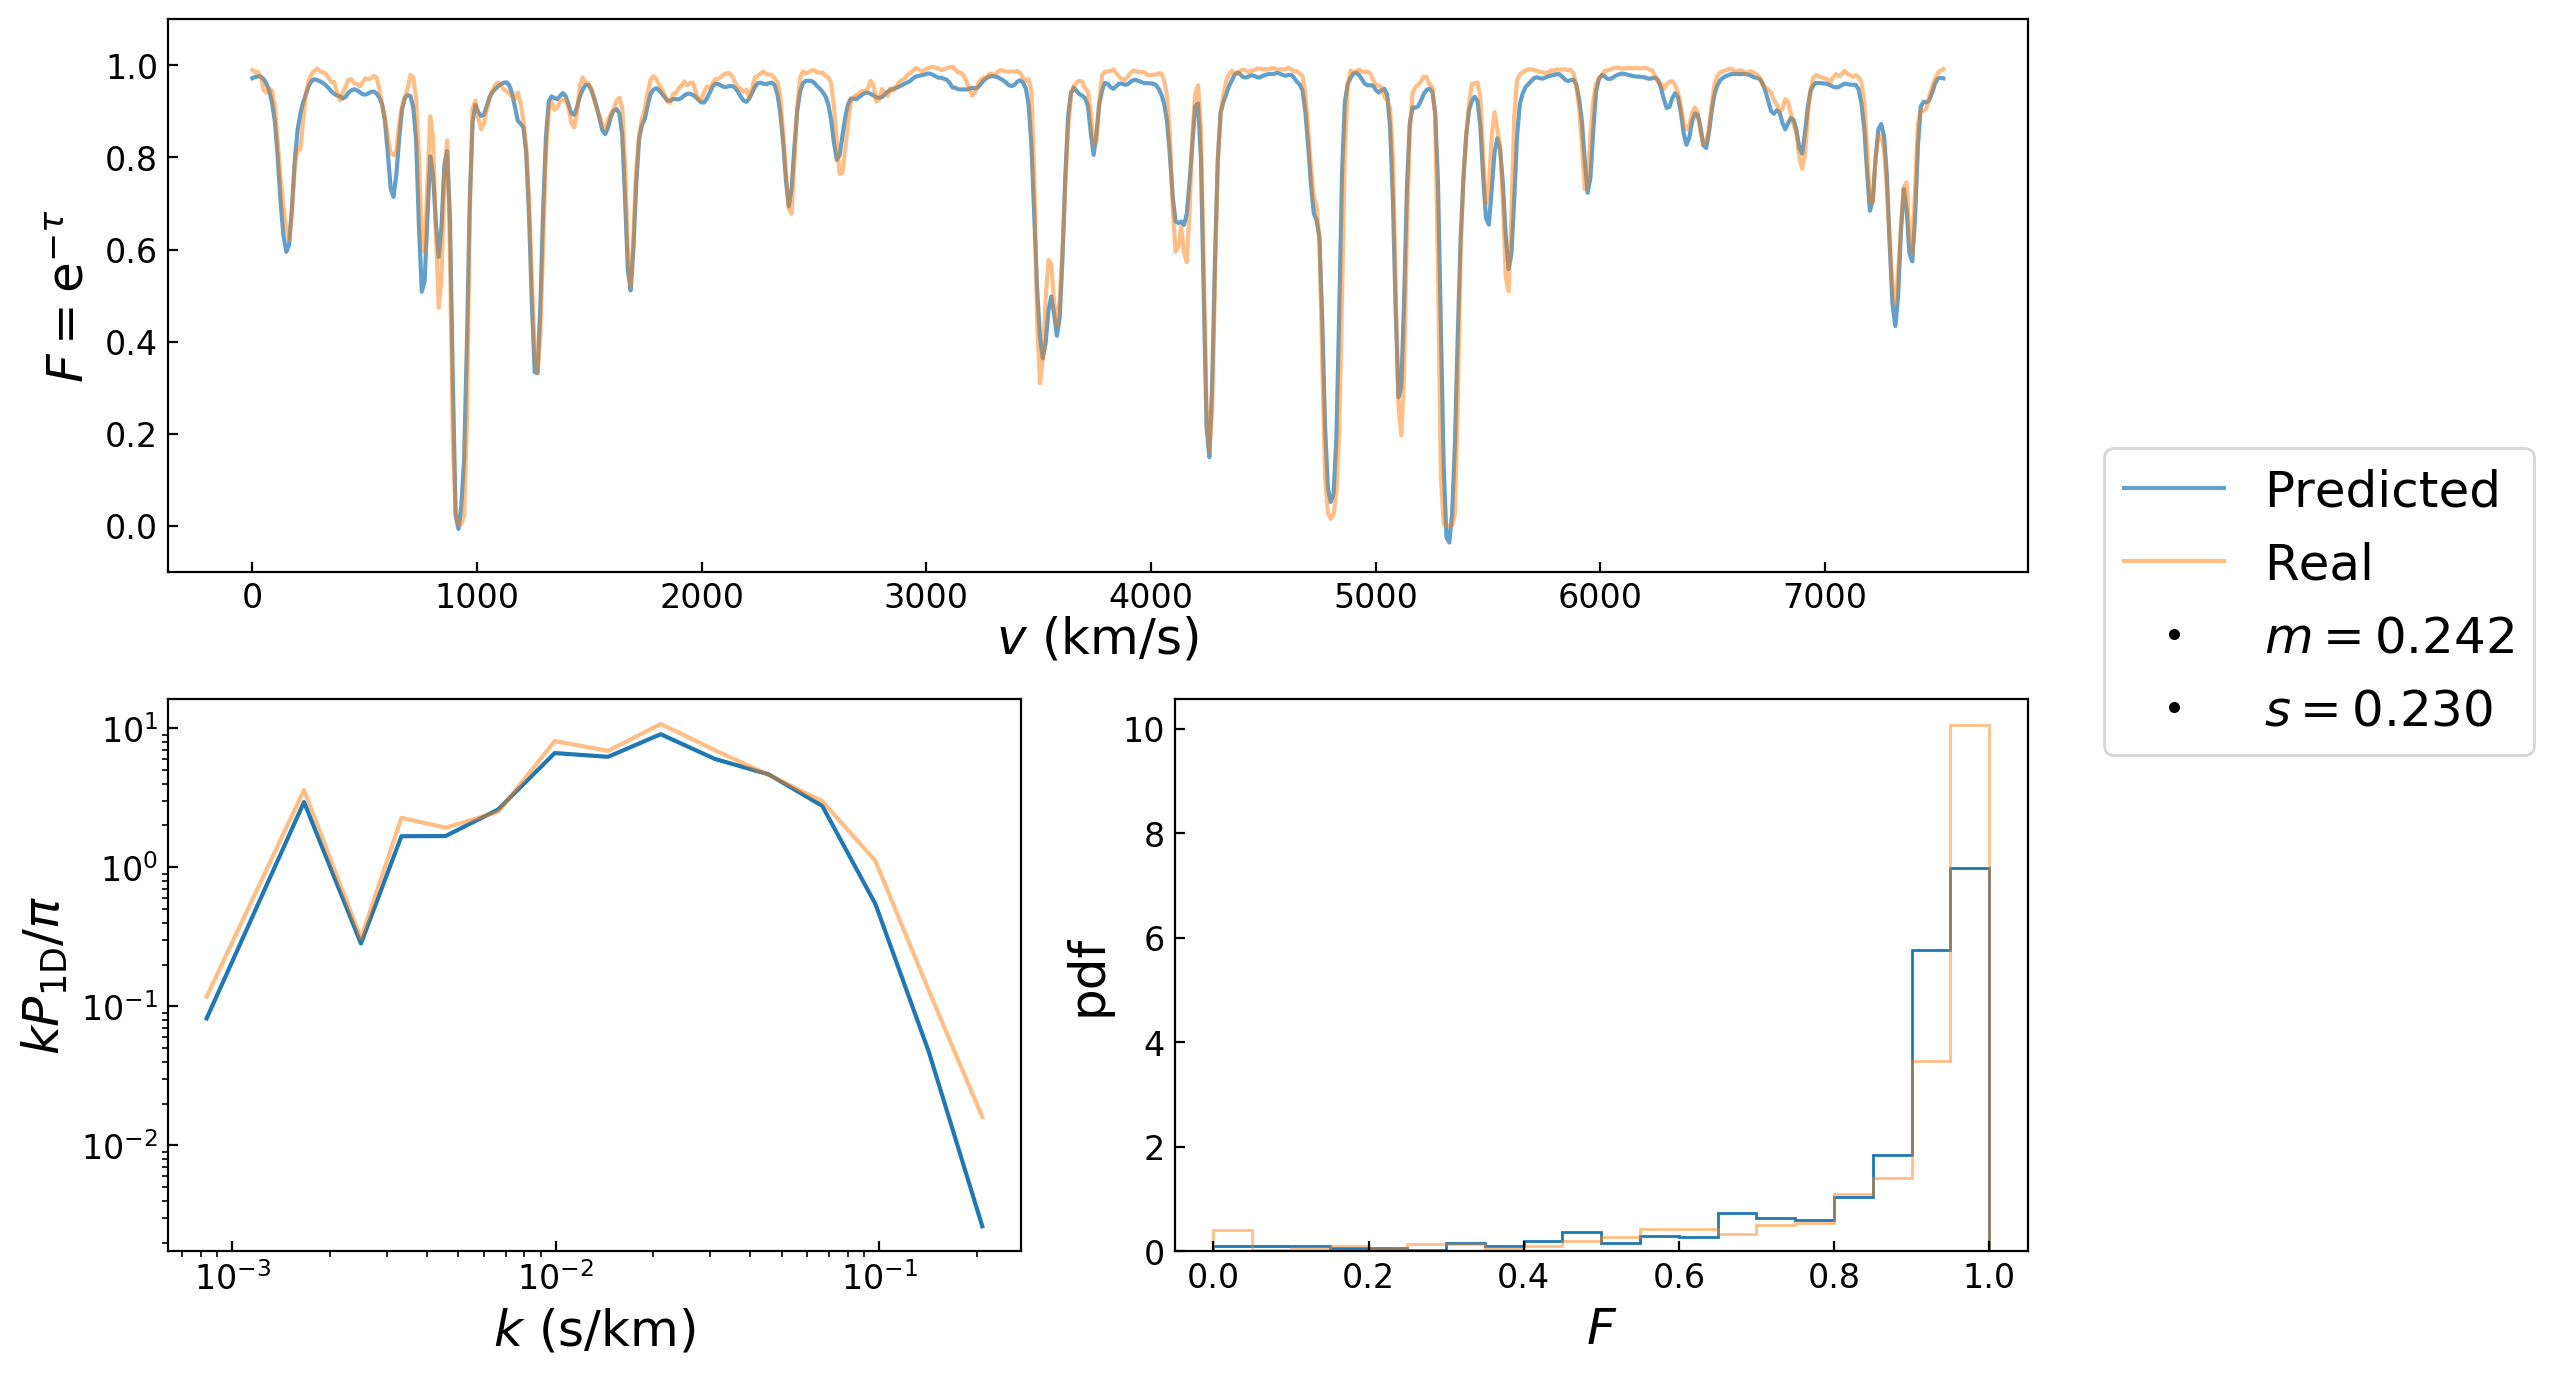 F = e^{−τ}
1.0
0.8
0.6
0.4
0.2
0.0
0 1000 2000 3000 4000 5000 6000 7000
v (km/s)
Predicted
Real
m = 0.242
s = 0.230
kP_{1D}/π
10^1
10^0
10^{−1}
10^{−2}
10^{−3} 10^{−2} 10^{−1}
k (s/km)
pdf
10
8
6
4
2
0
0.0 0.2 0.4 0.6 0.8 1.0
F